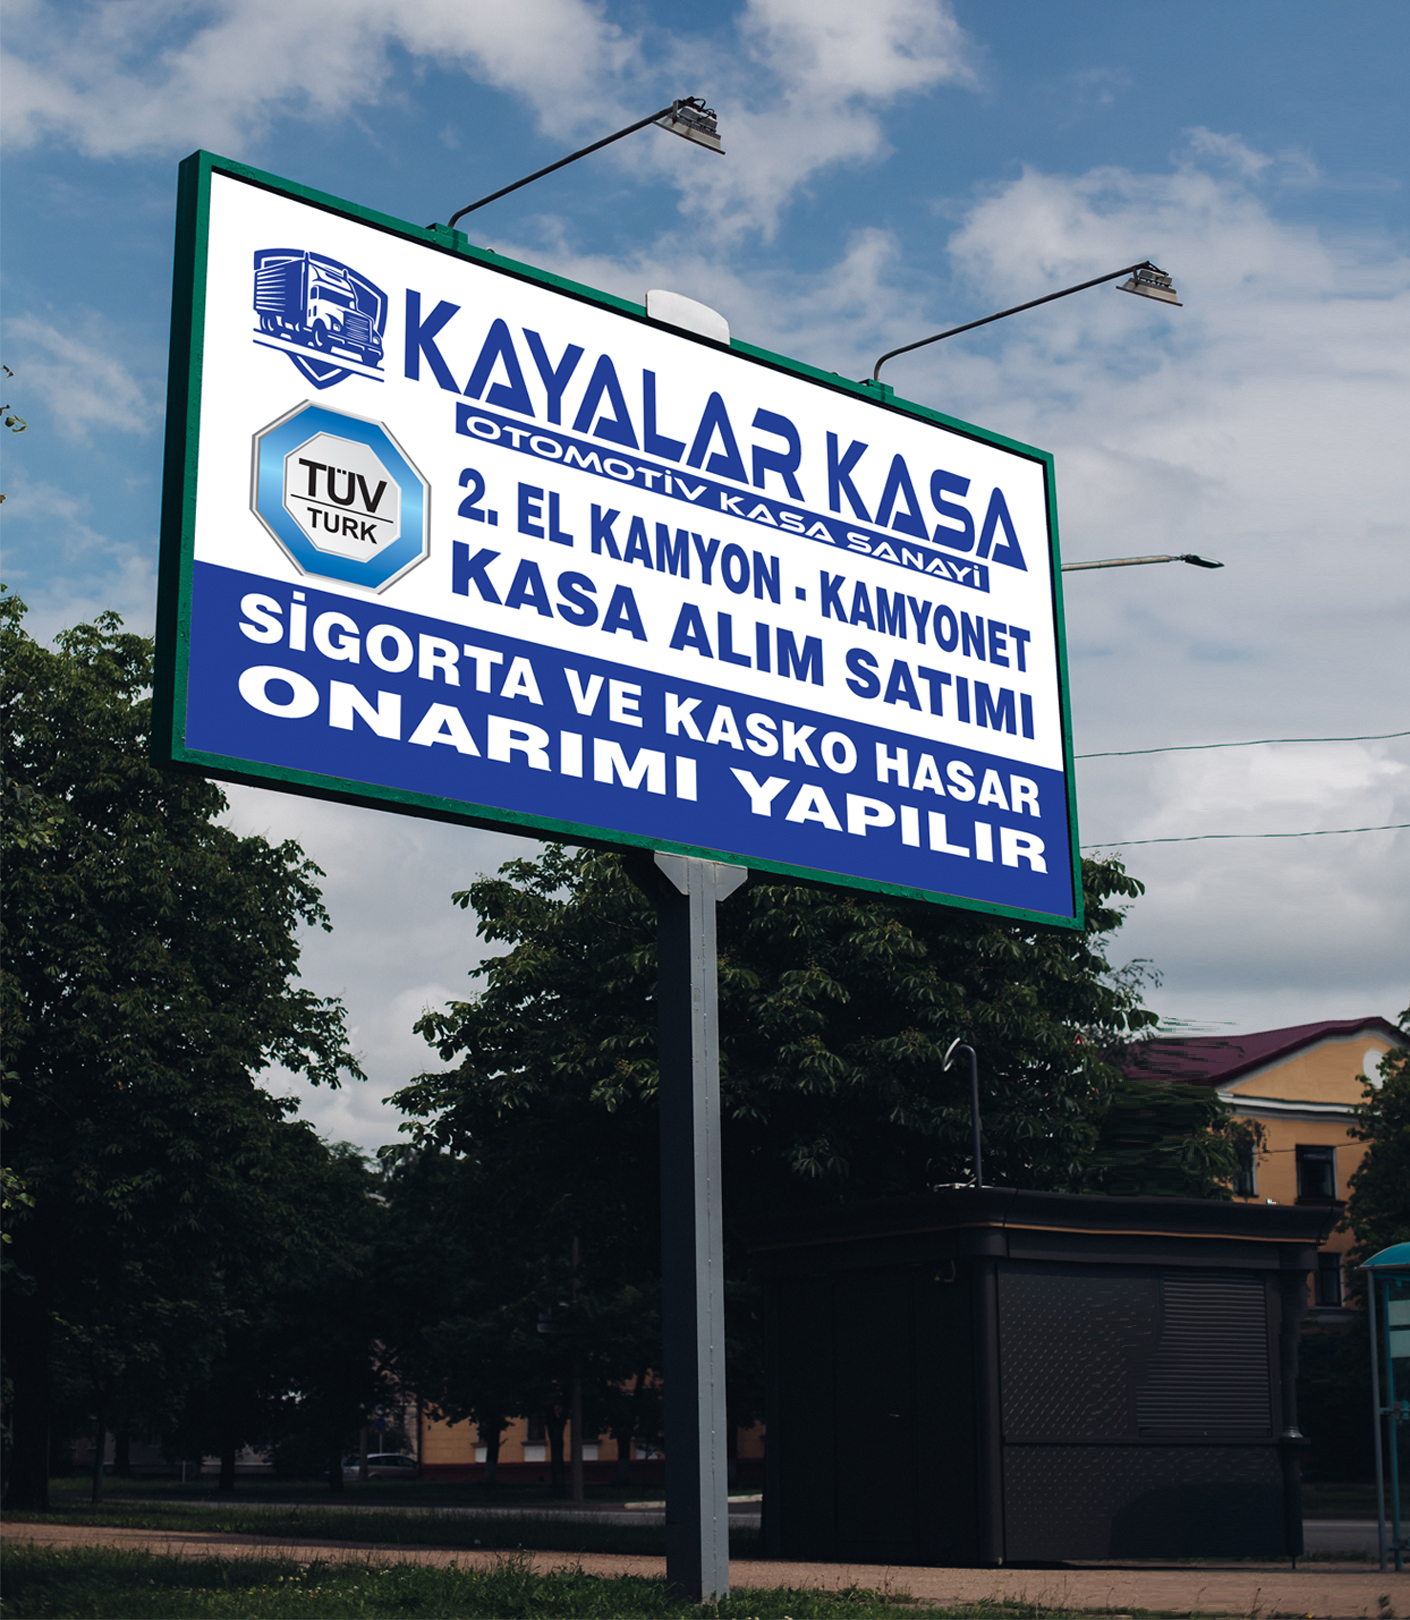 KAYALAR KASA
OTOMOTİV KASA SANAYİ
TÜV
TURK
2. EL KAMYON - KAMYONET
KASA ALIM SATIMI
SİGORTA VE KASKO HASAR
ONARIMI YAPILIR